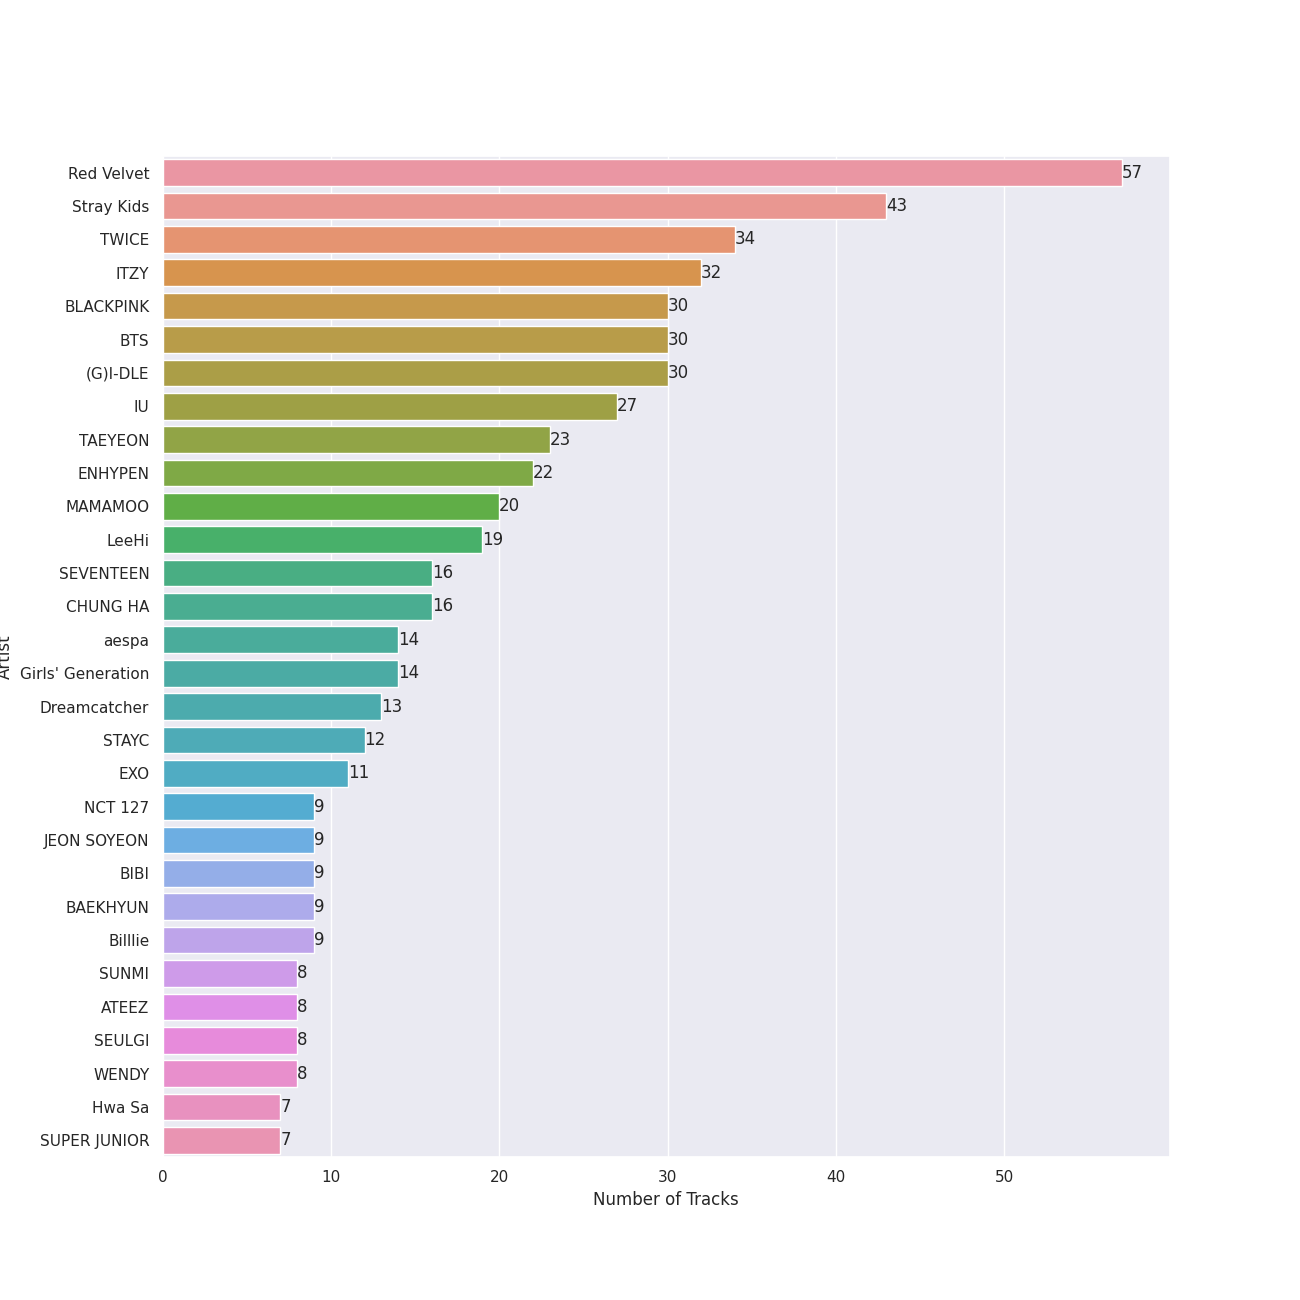 Red Velvet 57
Stray Kids 43
TWICE 34
ITZY 32
BLACKPINK 30
BTS 30
(G)I-DLE 30
IU 27
TAEYEON 23
ENHYPEN 22
MAMAMOO 20
LeeHi 19
SEVENTEEN 16
CHUNG HA 16
aespa 14
Artist
Girls' Generation 14
Dreamcatcher 13
STAYC 12
EXO 11
NCT 127 9
JEON SOYEON 9
BIBI 9
BAEKHYUN 9
Billlie 9
SUNMI 8
ATEEZ 8
SEULGI 8
WENDY 8
Hwa Sa 7
SUPER JUNIOR 7
0 10 20 30 40 50
Number of Tracks